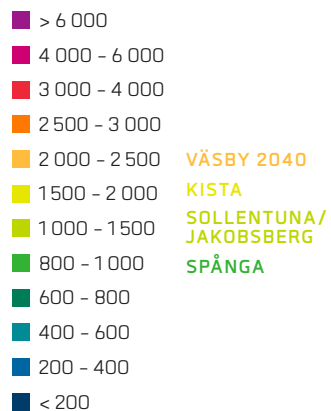 > 6 000
4 000 – 6 000
3 000 – 4 000
2 500 – 3 000
2 000 – 2 500 VÄSBY 2040
1 500 – 2 000 KISTA
1 000 – 1 500 SOLLENTUNA/
JAKOBSBERG
800 – 1 000 SPÅNGA
600 – 800
400 – 600
200 – 400
< 200